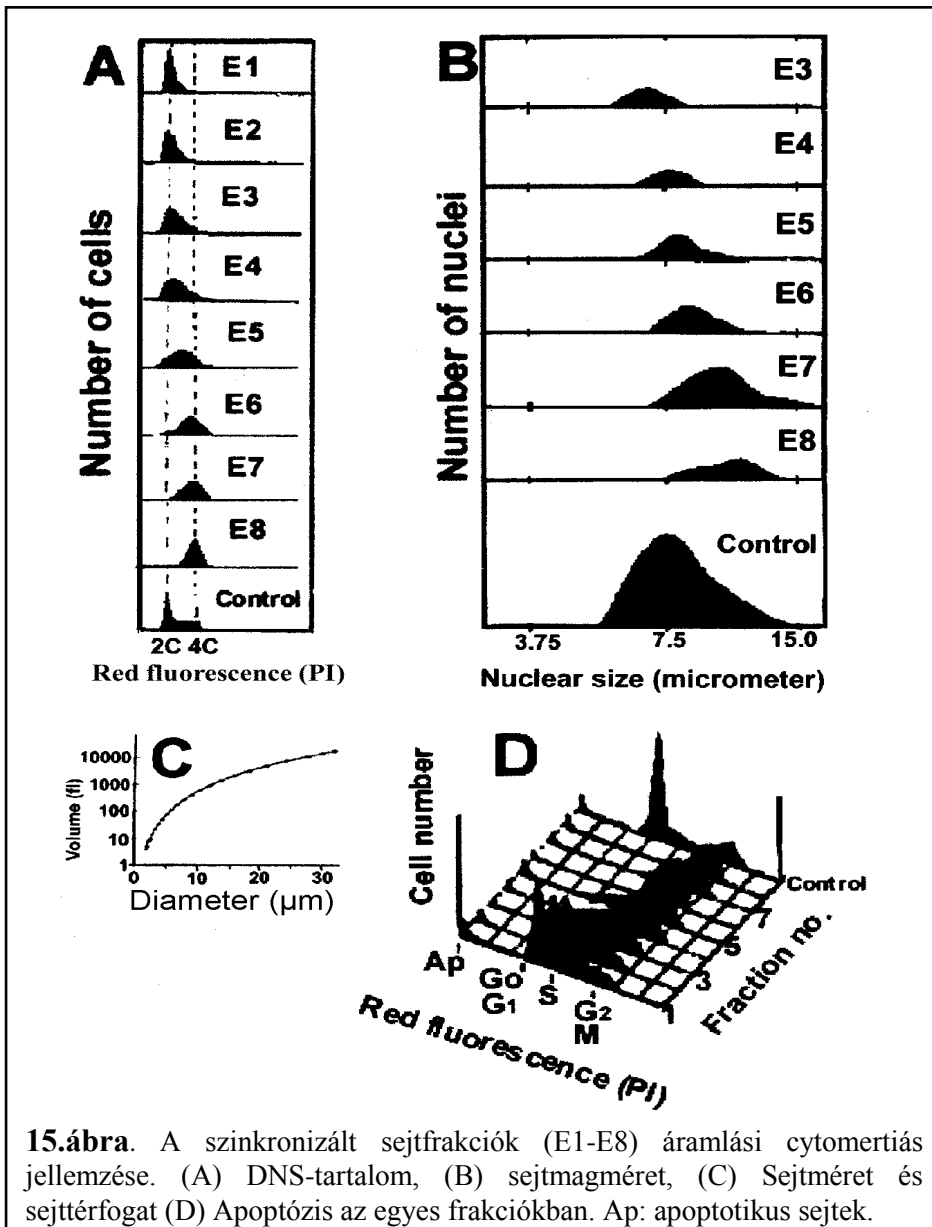 A
E1
E2
E3
E4
E5
E6
E7
E8
Control
Number of cells
2C 4C
Red fluorescence (PI)
B
E3
E4
E5
E6
E7
E8
Control
Number of nuclei
3.75 7.5 15.0
Nuclear size (micrometer)
C
Volume (fl)
10000
1000
100
10
1
0 10 20 30
Diameter (µm)
D
Cell number
Control
Ap
Go
G1
S
G2
M
1
3
5
7
Fraction no.
Red fluorescence (PI)
15.ábra. A szinkronizált sejtfrakciók (E1-E8) áramlási cytomertiás
jellemzése. (A) DNS-tartalom, (B) sejtmagméret, (C) Sejtméret és
sejttérfogat (D) Apoptózis az egyes frakciókban. Ap: apoptotikus sejtek.